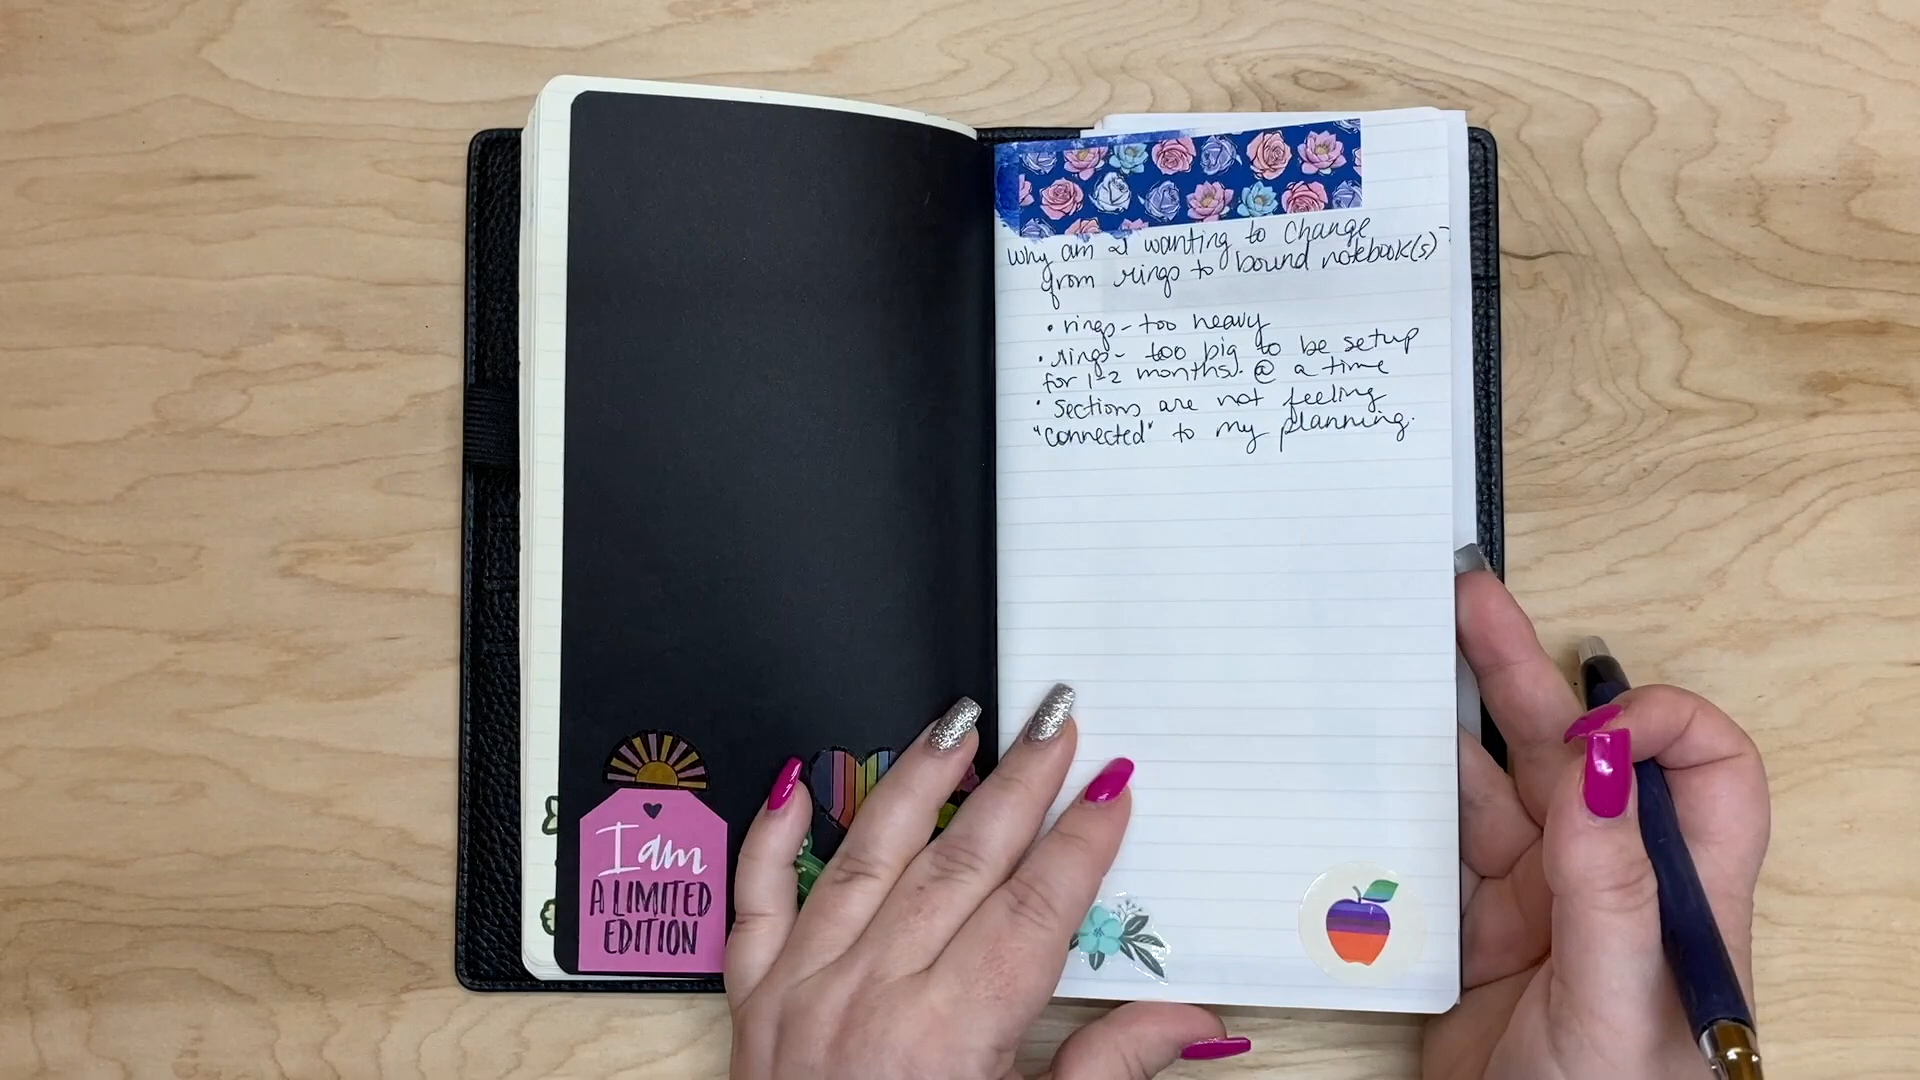 I am
A LIMITED
EDITION
Why am I wanting to change
from rings to bound notebook(s)?
• rings - too heavy
• rings - too big to be setup
for 1-2 months. @ a time
• Sections are not feeling
"connected" to my planning.